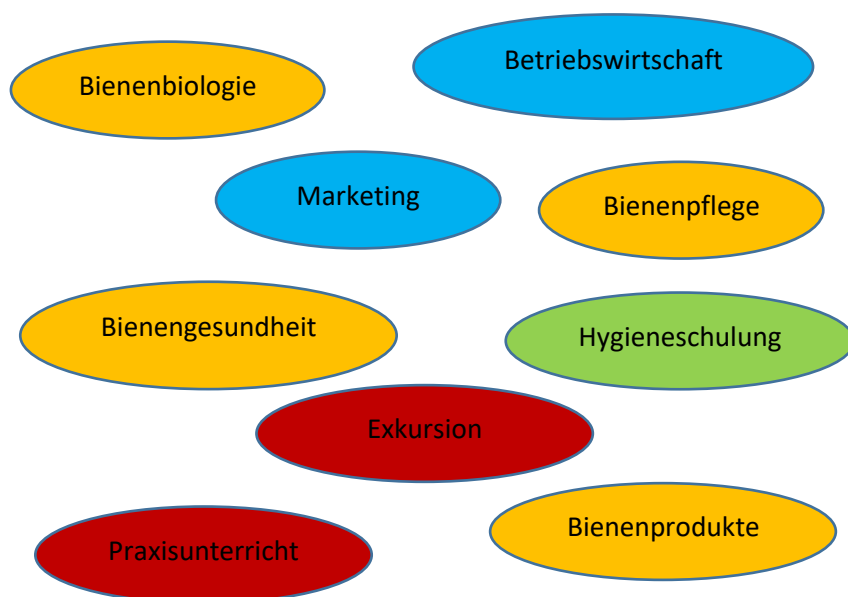 Betriebswirtschaft
Bienenbiologie
Marketing
Bienenpflege
Bienengesundheit
Hygieneschulung
Exkursion
Bienenprodukte
Praxisunterricht